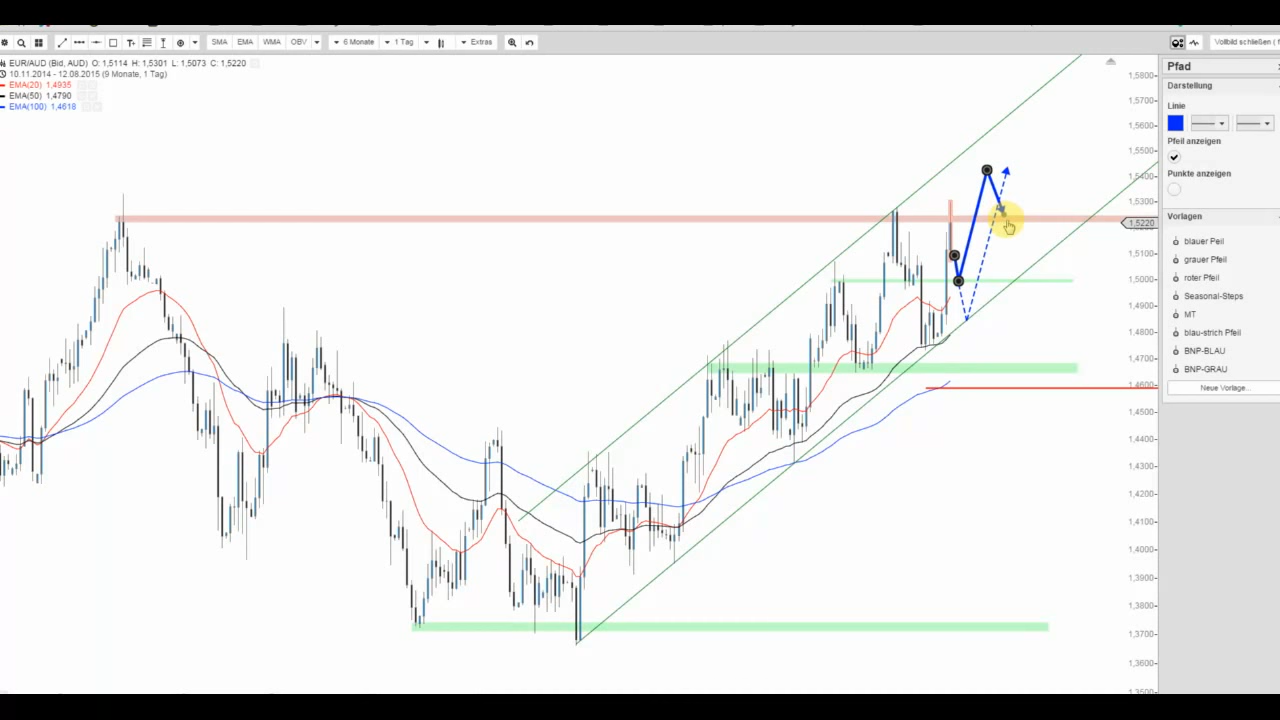 SMA EMA WMA OBV 6 Monate 1 Tag Extras Vollbild schließen (
EUR/AUD (Bid, AUD) O: 1,5114 H: 1,5301 L: 1,5073 C: 1,5220
10.11.2014 - 12.08.2015 (9 Monate, 1 Tag)
EMA(20) 1,4935
EMA(50) 1,4790
EMA(100) 1,4618
1,5800
1,5700
1,5600
1,5500
1,5400
1,5300
1,5220
1,5100
1,5000
1,4900
1,4800
1,4700
1,4600
1,4500
1,4400
1,4300
1,4200
1,4100
1,4000
1,3900
1,3800
1,3700
1,3600
1,3500
Pfad
Darstellung
Linie
Pfeil anzeigen
Punkte anzeigen
Vorlagen
blauer Peil
grauer Pfeil
roter Pfeil
Seasonal-Steps
MT
blau-strich Pfeil
BNP-BLAU
BNP-GRAU
Neue Vorlage...